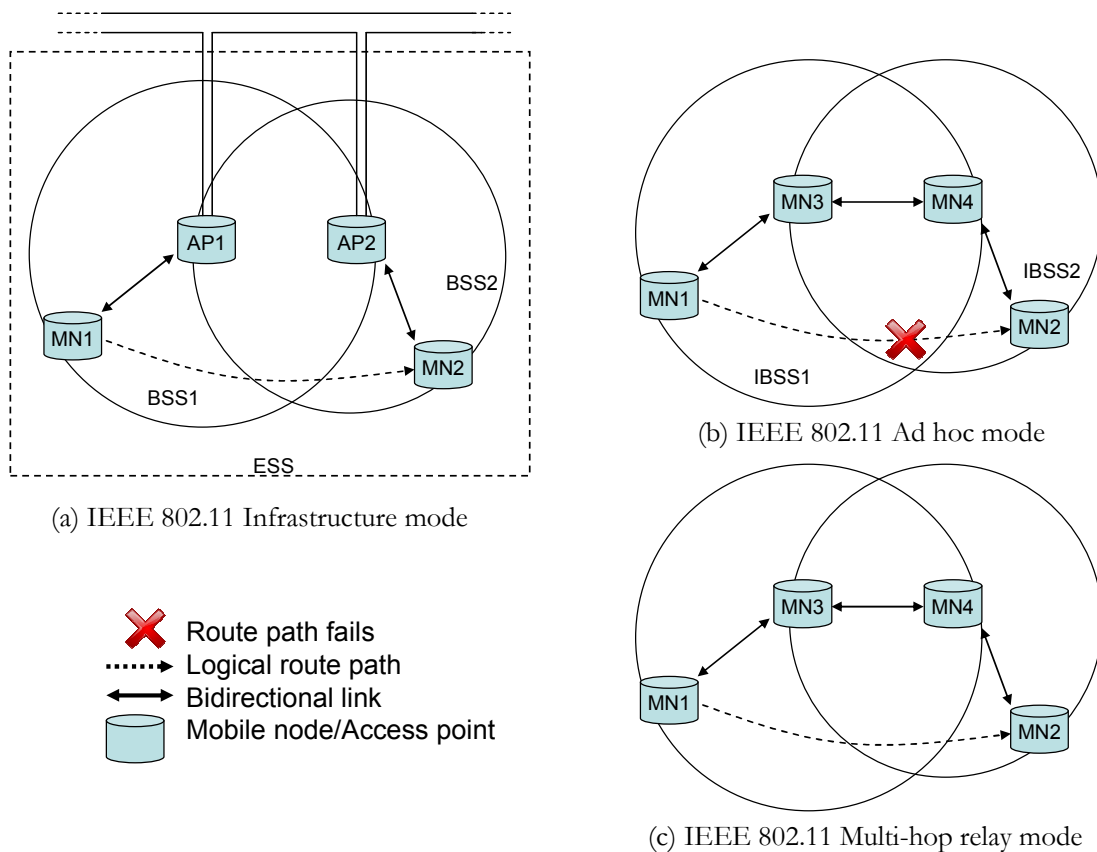 AP1
AP2
MN1
MN2
BSS1
BSS2
ESS
(a) IEEE 802.11 Infrastructure mode
MN3
MN4
MN1
MN2
IBSS1
IBSS2
(b) IEEE 802.11 Ad hoc mode
MN3
MN4
MN1
MN2
(c) IEEE 802.11 Multi-hop relay mode
Route path fails
Logical route path
Bidirectional link
Mobile node/Access point